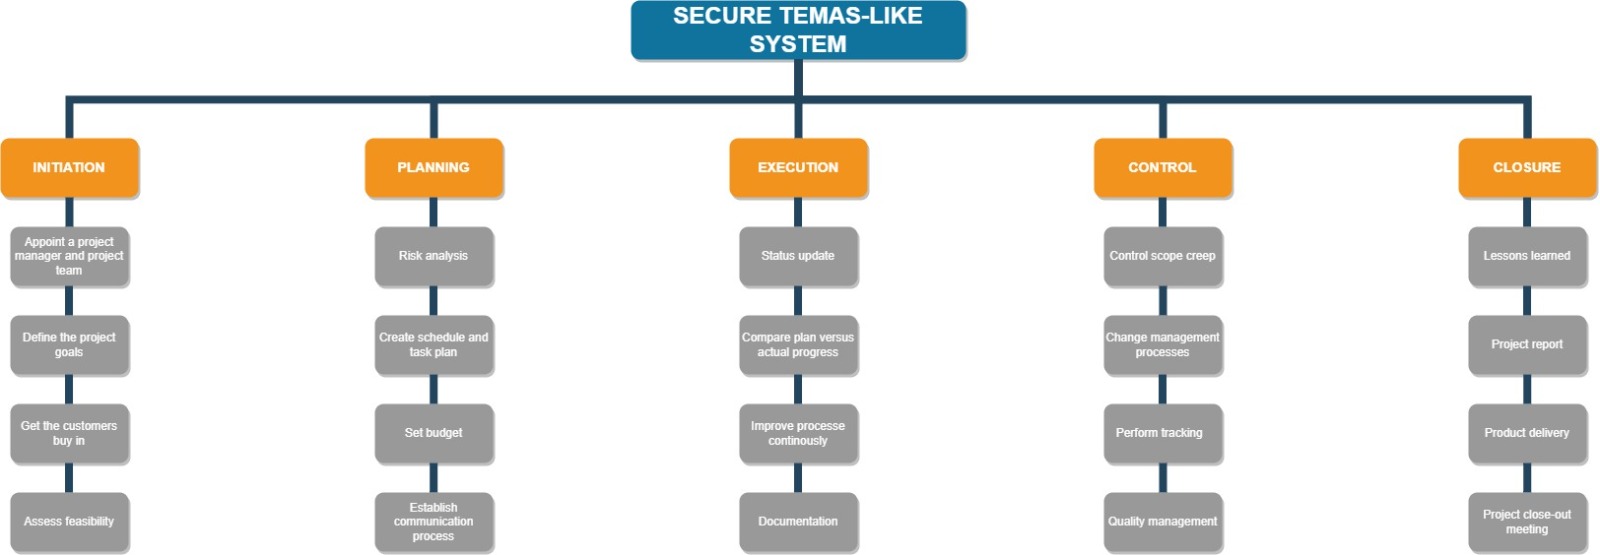 SECURE TEMAS-LIKE
SYSTEM
INITIATION
PLANNING
EXECUTION
CONTROL
CLOSURE
Appoint a project
manager and project
team
Define the project
goals
Get the customers
buy in
Assess feasibility
Risk analysis
Create schedule and
task plan
Set budget
Establish
communication
process
Status update
Compare plan versus
actual progress
Improve processe
continously
Documentation
Control scope creep
Change management
processes
Perform tracking
Quality management
Lessons learned
Project report
Product delivery
Project close-out
meeting